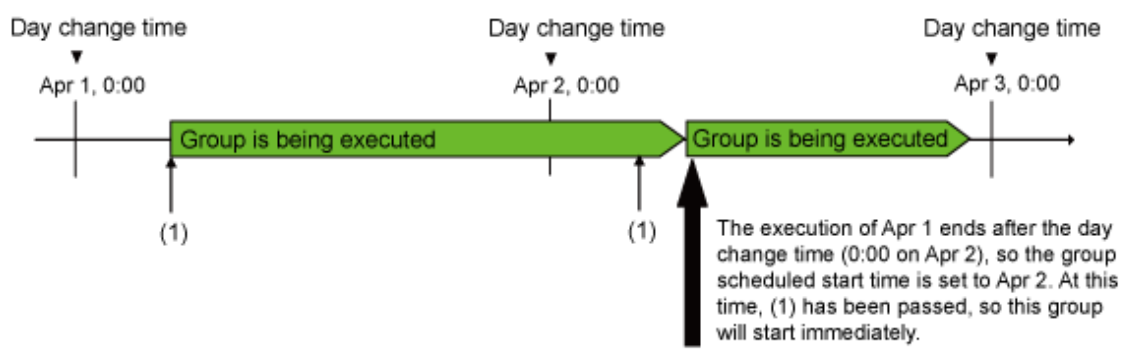 Day change time
Day change time
Day change time
Apr 1, 0:00
Apr 2, 0:00
Apr 3, 0:00
Group is being executed
Group is being executed
(1)
(1)
The execution of Apr 1 ends after the day
change time (0:00 on Apr 2), so the group
scheduled start time is set to Apr 2. At this
time, (1) has been passed, so this group
will start immediately.